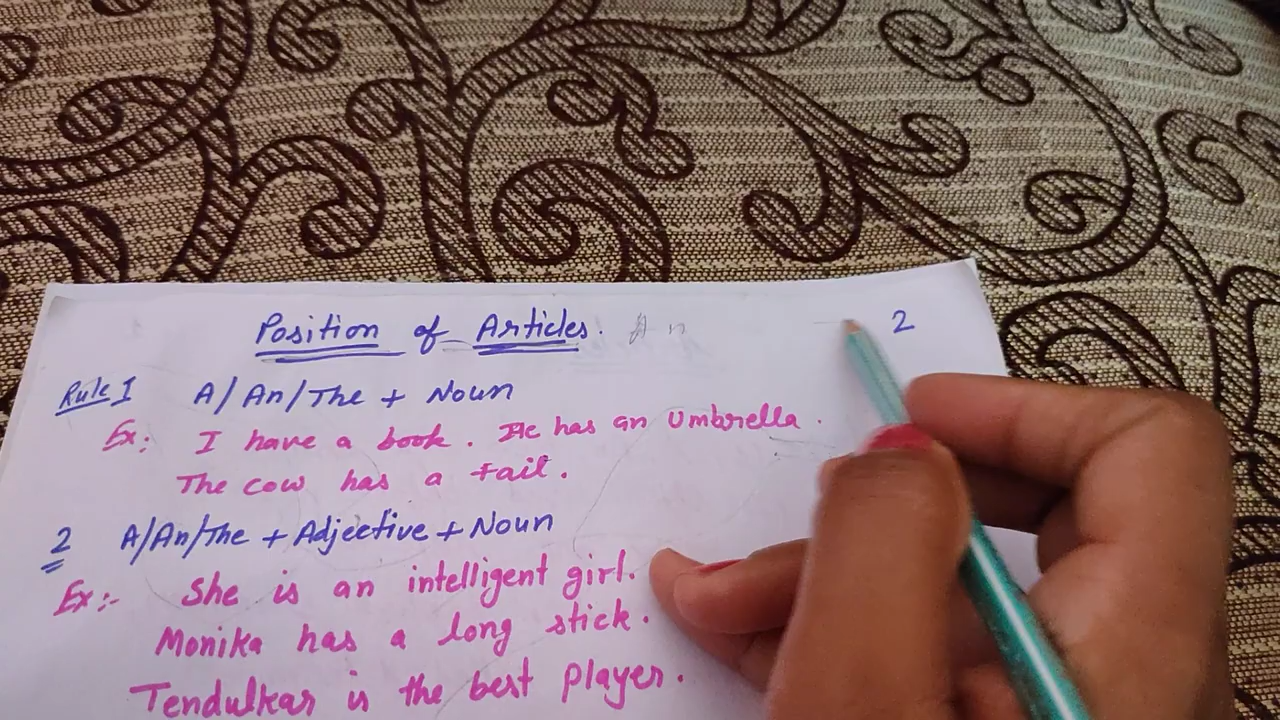 Position of Articles. 2
Rule I A/An/The + Noun
Ex: I have a book. He has an Umbrella.
The cow has a tail.
2 A/An/The + Adjective + Noun
Ex:- She is an intelligent girl.
Monika has a long stick.
Tendulkar is the best player.